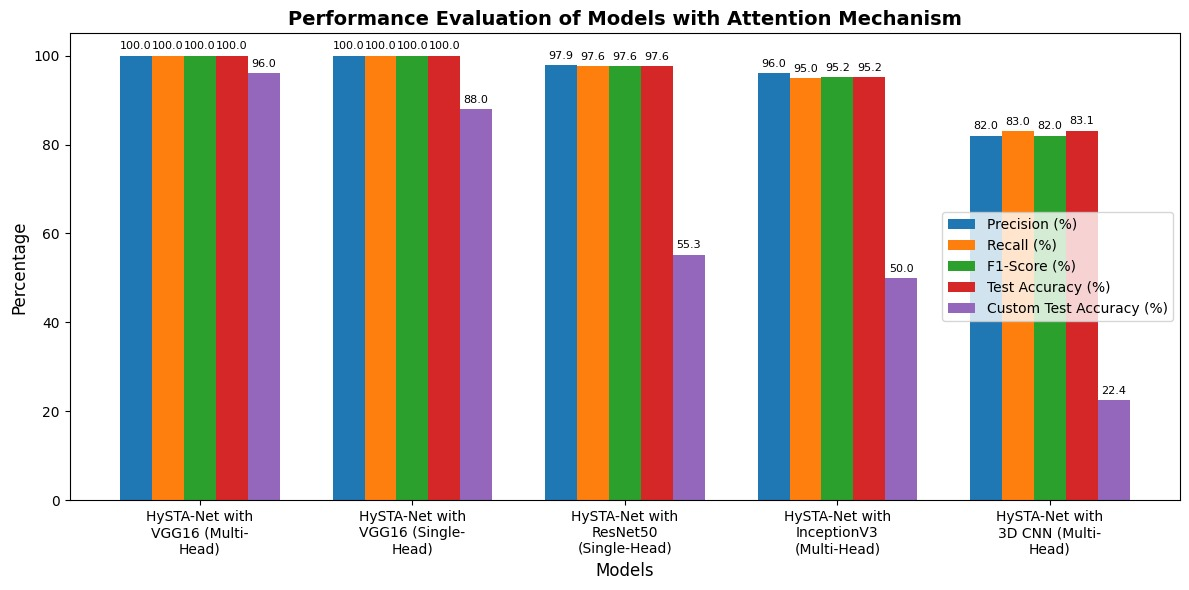 Performance Evaluation of Models with Attention Mechanism
100.0 100.0 100.0 100.0 96.0
100.0 100.0 100.0 100.0 88.0
97.9 97.6 97.6 97.6 55.3
96.0 95.0 95.2 95.2 50.0
82.0 83.0 82.0 83.1 22.4
Percentage
100
80
60
40
20
0
Precision (%)
Recall (%)
F1-Score (%)
Test Accuracy (%)
Custom Test Accuracy (%)
HySTA-Net with
VGG16 (Multi-
Head)
HySTA-Net with
VGG16 (Single-
Head)
HySTA-Net with
ResNet50
(Single-Head)
HySTA-Net with
InceptionV3
(Multi-Head)
HySTA-Net with
3D CNN (Multi-
Head)
Models